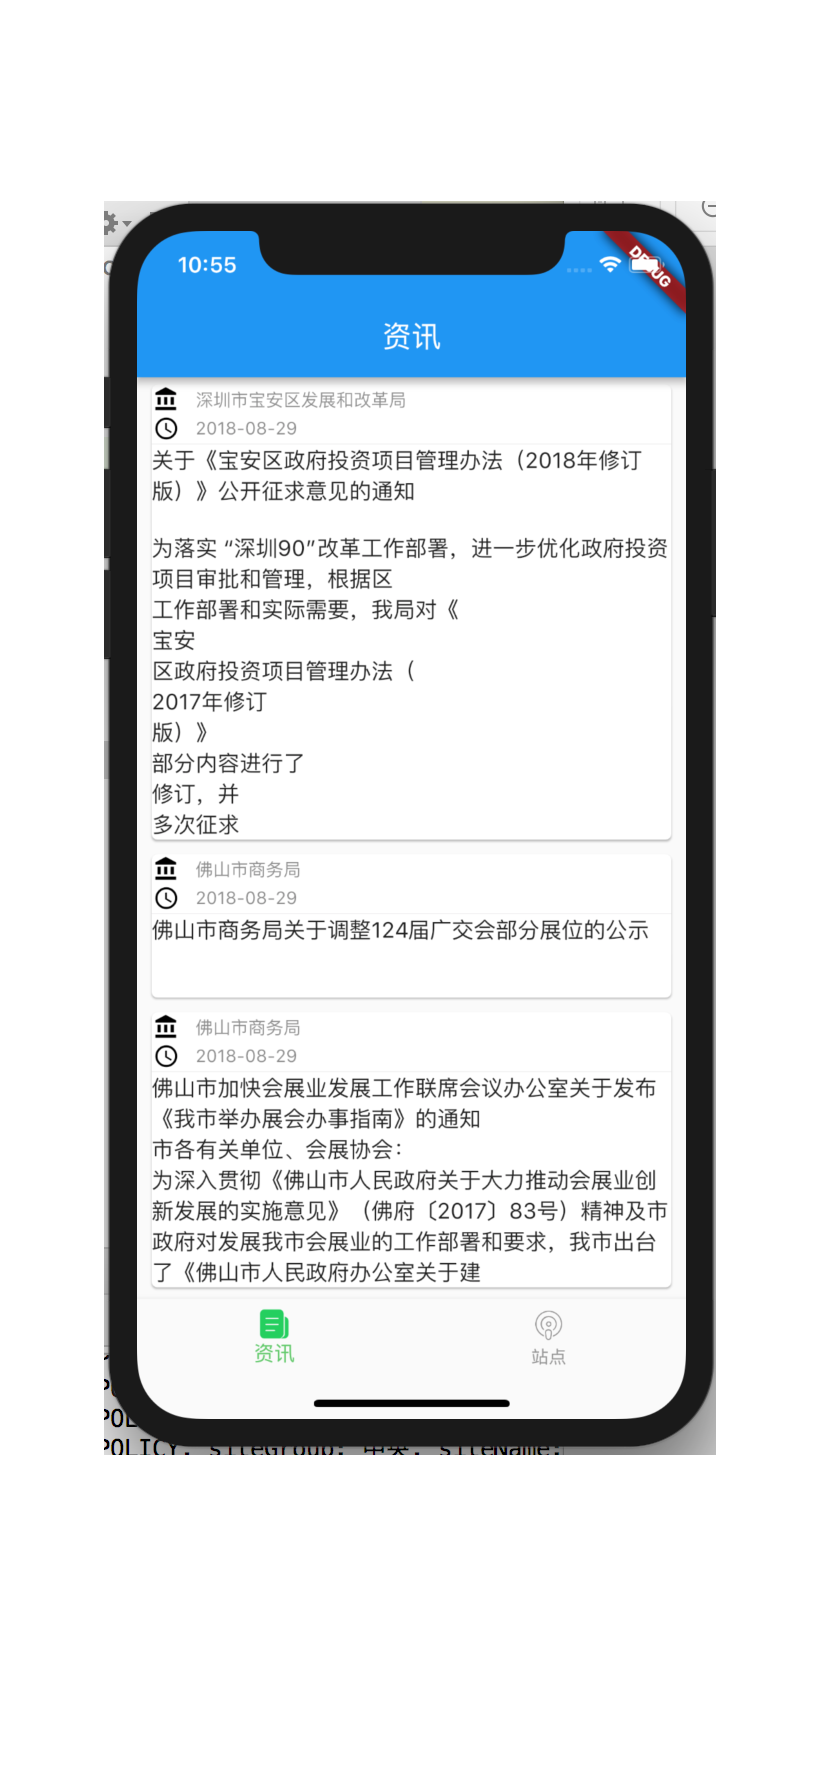 10:55
DEBUG
资讯
深圳市宝安区发展和改革局
2018-08-29
关于《宝安区政府投资项目管理办法（2018年修订
版）》公开征求意见的通知
为落实 “深圳90”改革工作部署，进一步优化政府投资
项目审批和管理，根据区
工作部署和实际需要，我局对《
宝安
区政府投资项目管理办法（
2017年修订
版）》
部分内容进行了
修订，并
多次征求
佛山市商务局
2018-08-29
佛山市商务局关于调整124届广交会部分展位的公示
佛山市商务局
2018-08-29
佛山市加快会展业发展工作联席会议办公室关于发布
《我市举办展会办事指南》的通知
市各有关单位、会展协会：
为深入贯彻《佛山市人民政府关于大力推动会展业创
新发展的实施意见》（佛府〔2017〕83号）精神及市
政府对发展我市会展业的工作部署和要求，我市出台
了《佛山市人民政府办公室关于建
资讯
站点
POLICY, siteGroup: 中央, siteName: